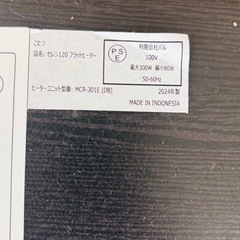 こたつ
品名: セレン120 フラットヒーター
ヒーターユニット型番: MCR-301E (DB)
P S E
有限会社パル
100V
最大300W 最小80W
50-60Hz
2024年製
MADE IN INDONESIA